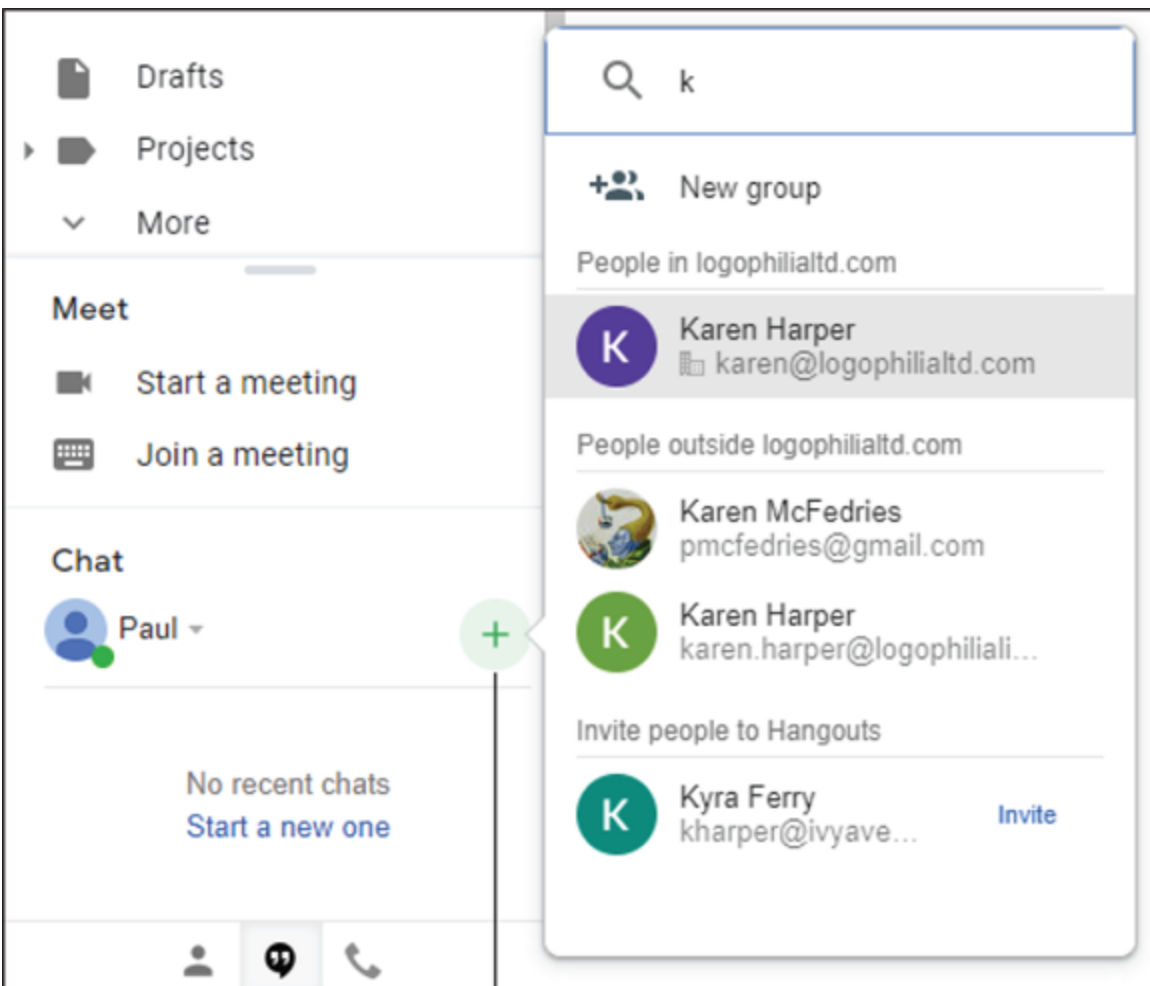 Drafts
Projects
More
Meet
Start a meeting
Join a meeting
Chat
Paul
No recent chats
Start a new one
k
New group
People in logophilialtd.com
K
Karen Harper
karen@logophilialtd.com
People outside logophilialtd.com
Karen McFedries
pmcfedries@gmail.com
K
Karen Harper
karen.harper@logophiliali...
Invite people to Hangouts
K
Kyra Ferry
kharper@ivyave...
Invite